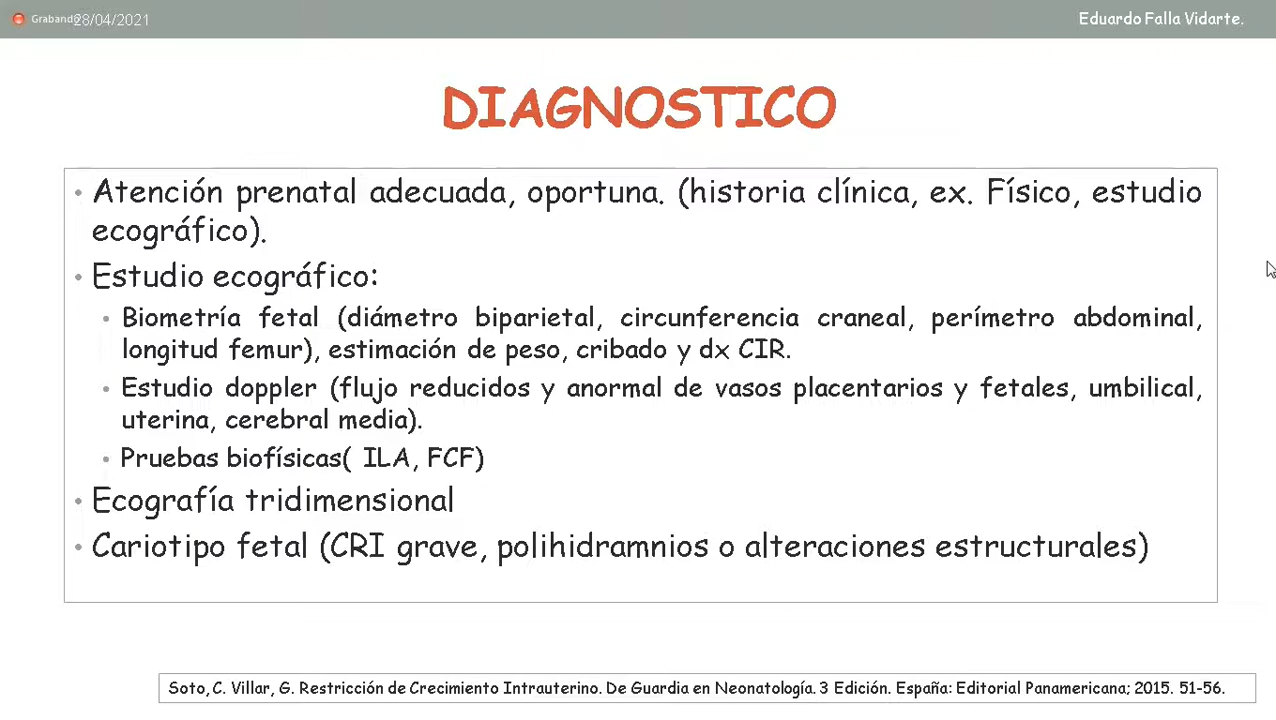 Graband 28/04/2021
Eduardo Falla Vidarte.
DIAGNOSTICO
• Atención prenatal adecuada, oportuna. (historia clínica, ex. Físico, estudio
ecográfico).
• Estudio ecográfico:
• Biometría fetal (diámetro biparietal, circunferencia craneal, perímetro abdominal,
longitud femur), estimación de peso, cribado y dx CIR.
• Estudio doppler (flujo reducidos y anormal de vasos placentarios y fetales, umbilical,
uterina, cerebral media).
• Pruebas biofísicas( ILA, FCF)
• Ecografía tridimensional
• Cariotipo fetal (CRI grave, polihidramnios o alteraciones estructurales)
Soto, C. Villar, G. Restricción de Crecimiento Intrauterino. De Guardia en Neonatología. 3 Edición. España: Editorial Panamericana; 2015. 51-56.